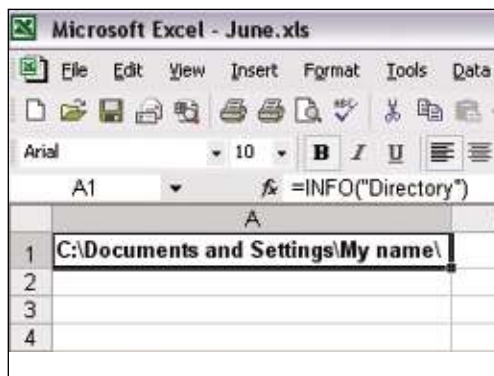 Microsoft Excel - June.xls
File Edit View Insert Format Tools Data
Arial 10 B I U
A1 fx =INFO("Directory")
A
1 C:\Documents and Settings\My name\
2
3
4